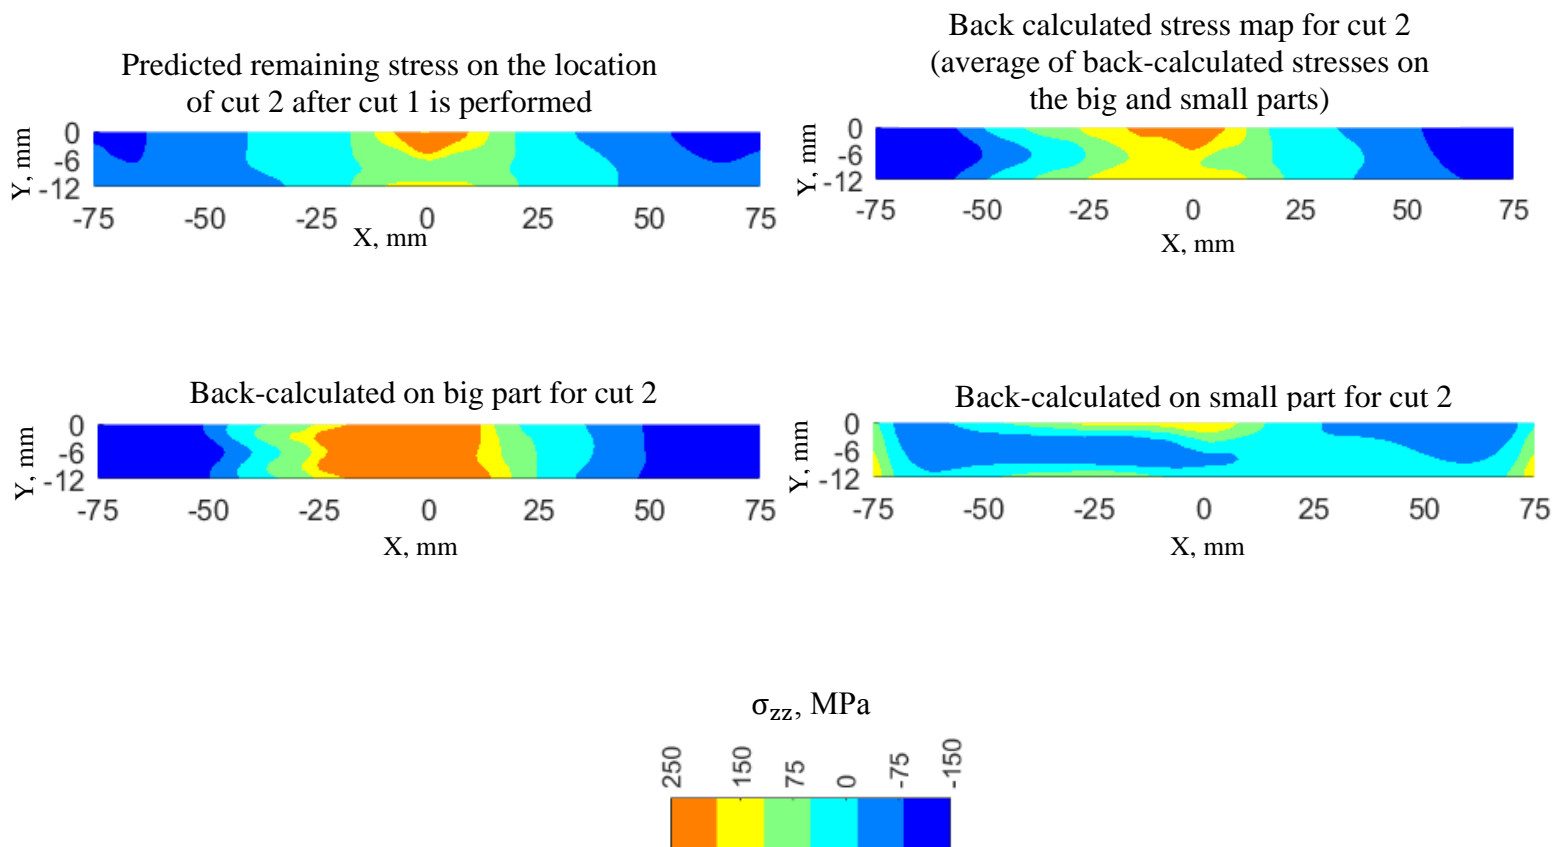 Predicted remaining stress on the location
of cut 2 after cut 1 is performed
Y, mm
0
-6
-12
-75 -50 -25 0 25 50 75
X, mm
Back calculated stress map for cut 2
(average of back-calculated stresses on
the big and small parts)
Y, mm
0
-6
-12
-75 -50 -25 0 25 50 75
X, mm
Back-calculated on big part for cut 2
Y, mm
0
-6
-12
-75 -50 -25 0 25 50 75
X, mm
Back-calculated on small part for cut 2
Y, mm
0
-6
-12
-75 -50 -25 0 25 50 75
X, mm
σzz, MPa
250 150 75 0 -75 -150